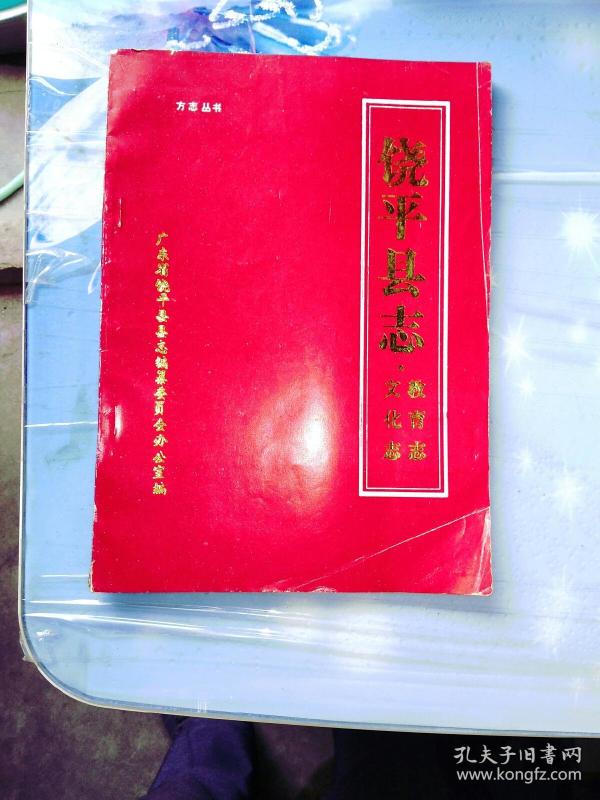 方志丛书
饶平县志·教育志
文化志
广东省饶平县县志编纂委员会办公室编
孔夫子旧书网
www.kongfz.com